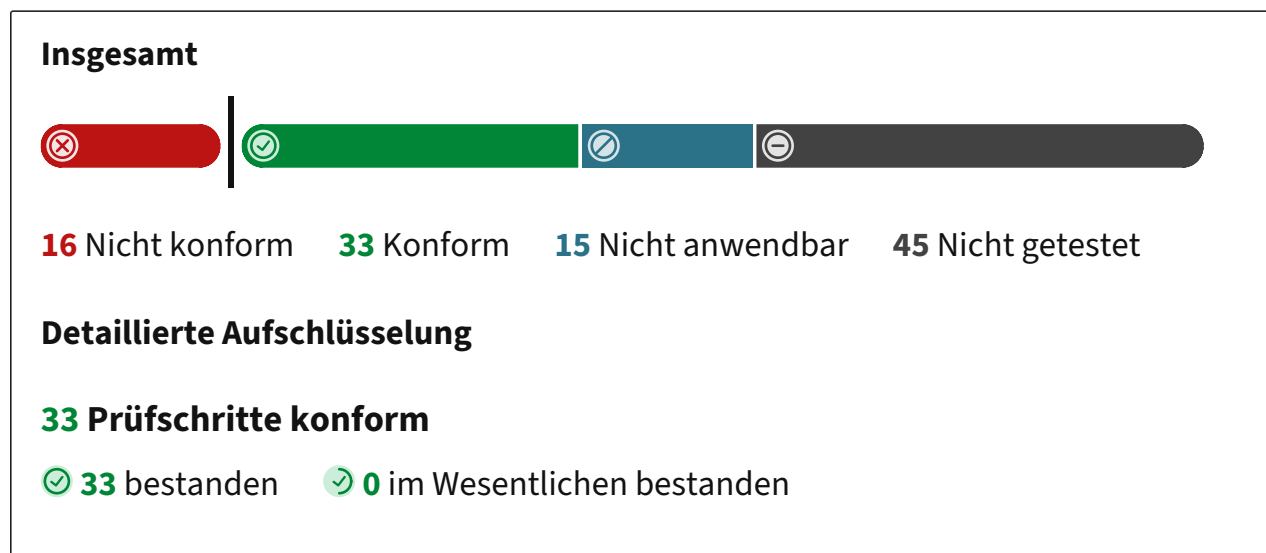 Insgesamt
16 Nicht konform 33 Konform 15 Nicht anwendbar 45 Nicht getestet
Detaillierte Aufschlüsselung
33 Prüfschritte konform
33 bestanden 0 im Wesentlichen bestanden